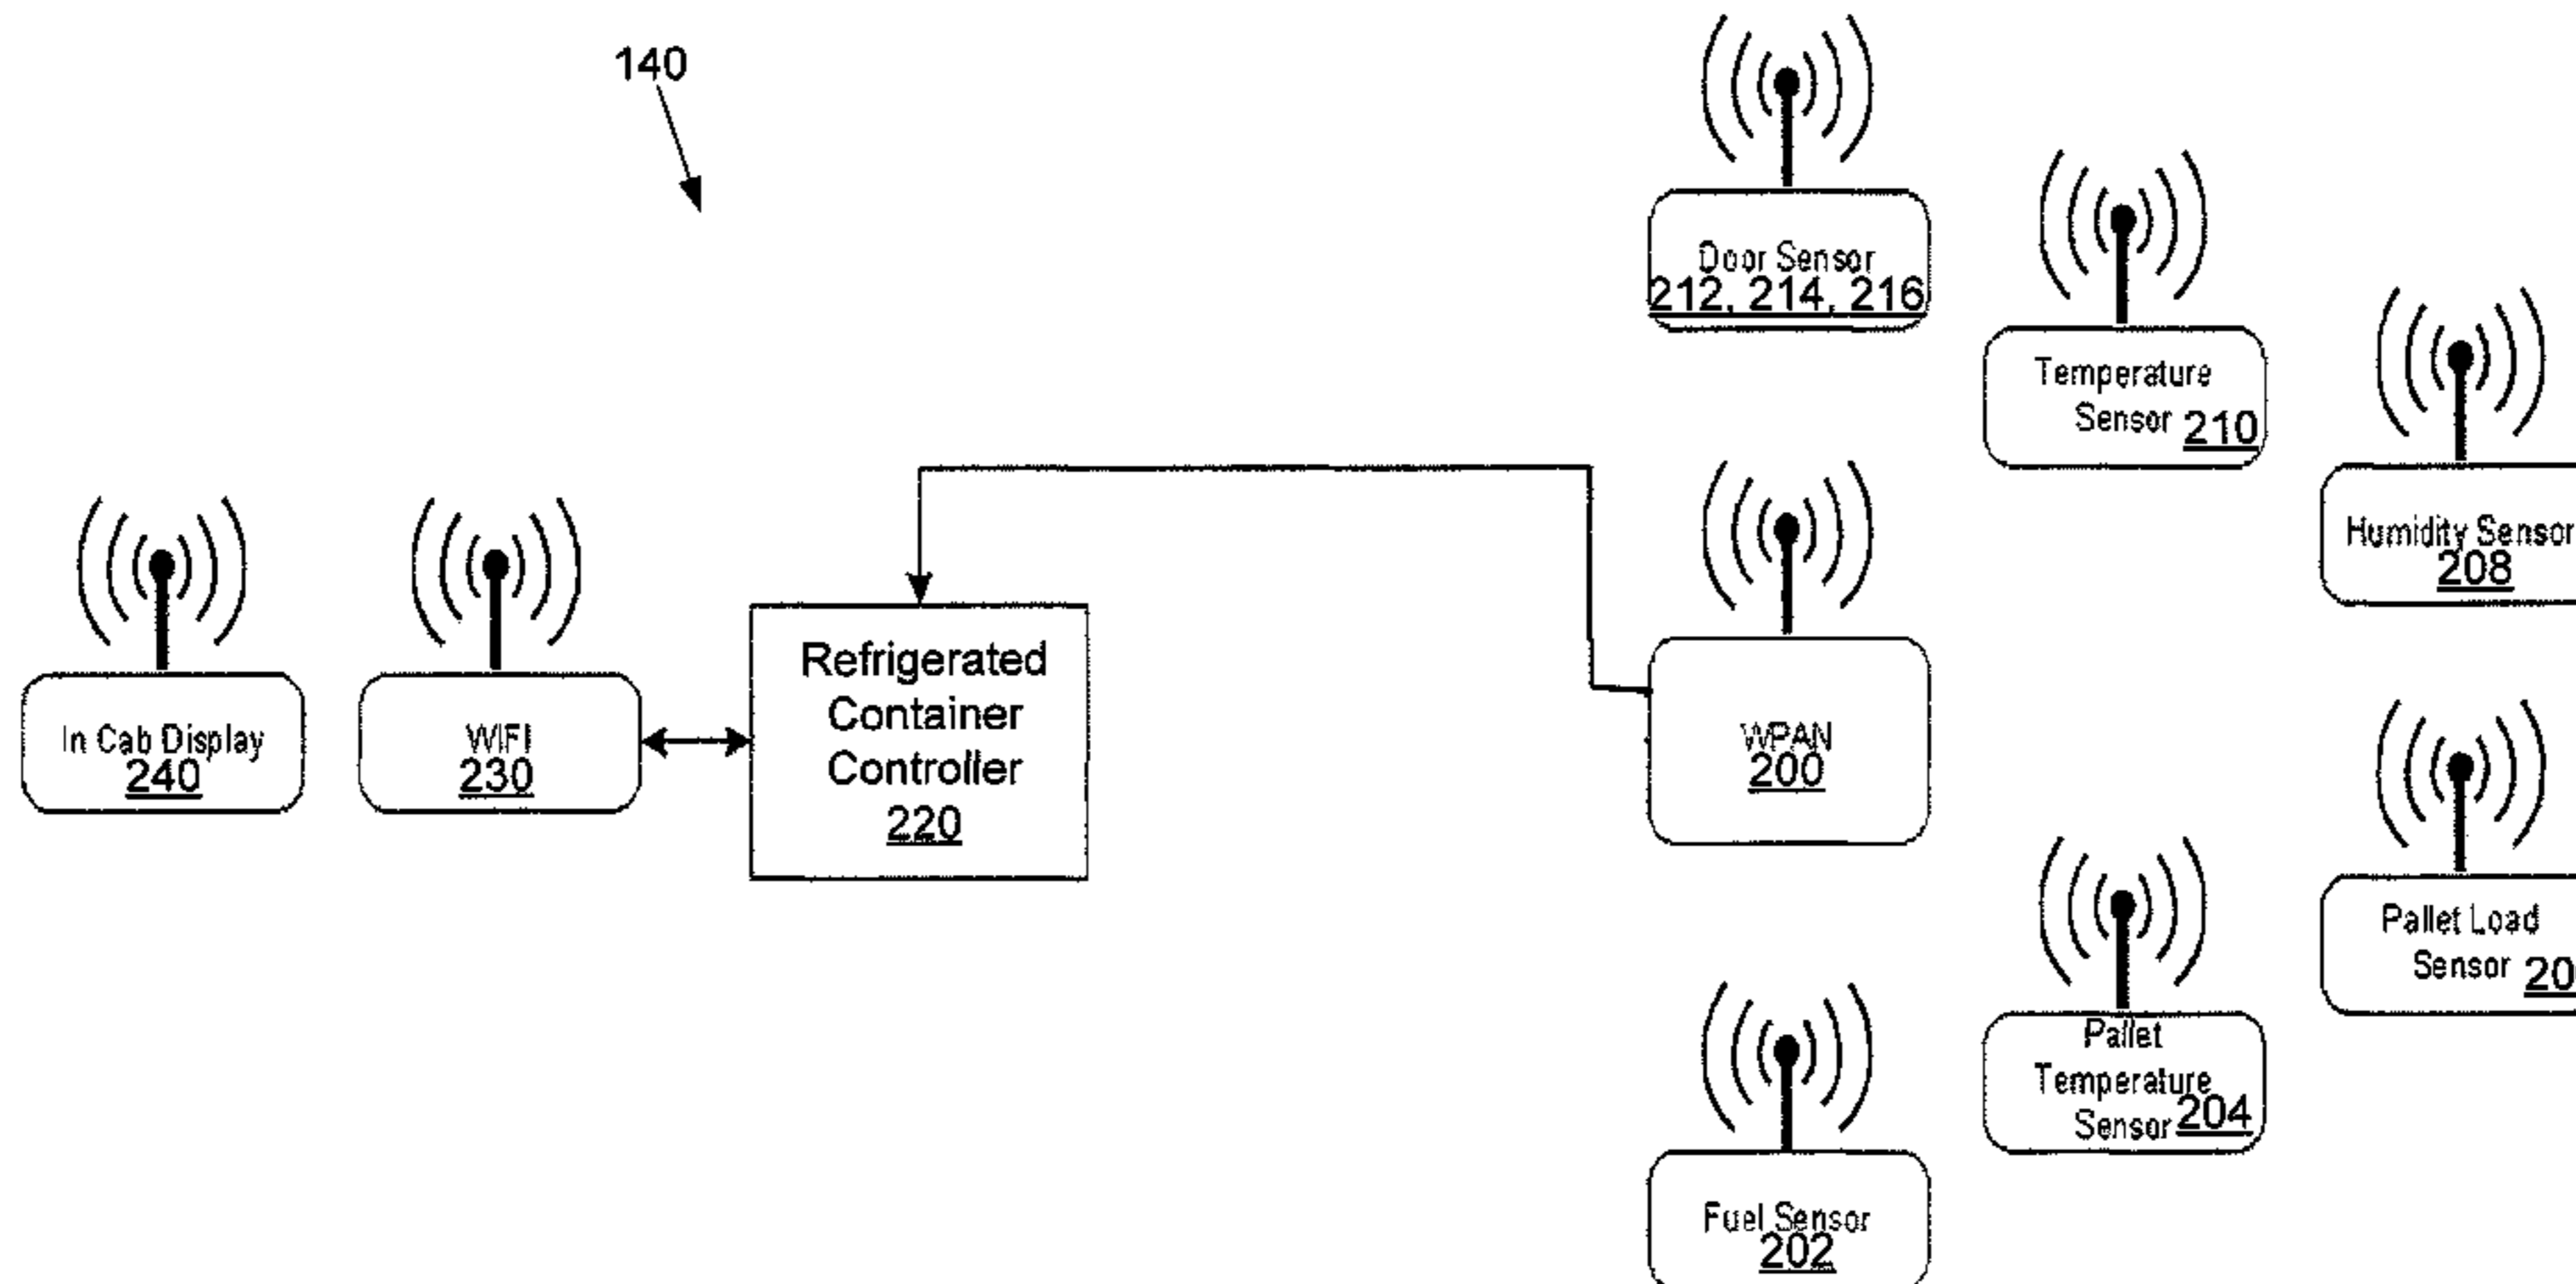 140
Door Sensor
212, 214, 216
Temperature
Sensor 210
Humidity Sensor
208
In Cab Display
240
WIFI
230
Refrigerated
Container
Controller
220
WPAN
200
Pallet Load
Sensor 20
Pallet
Temperature
Sensor 204
Fuel Sensor
202